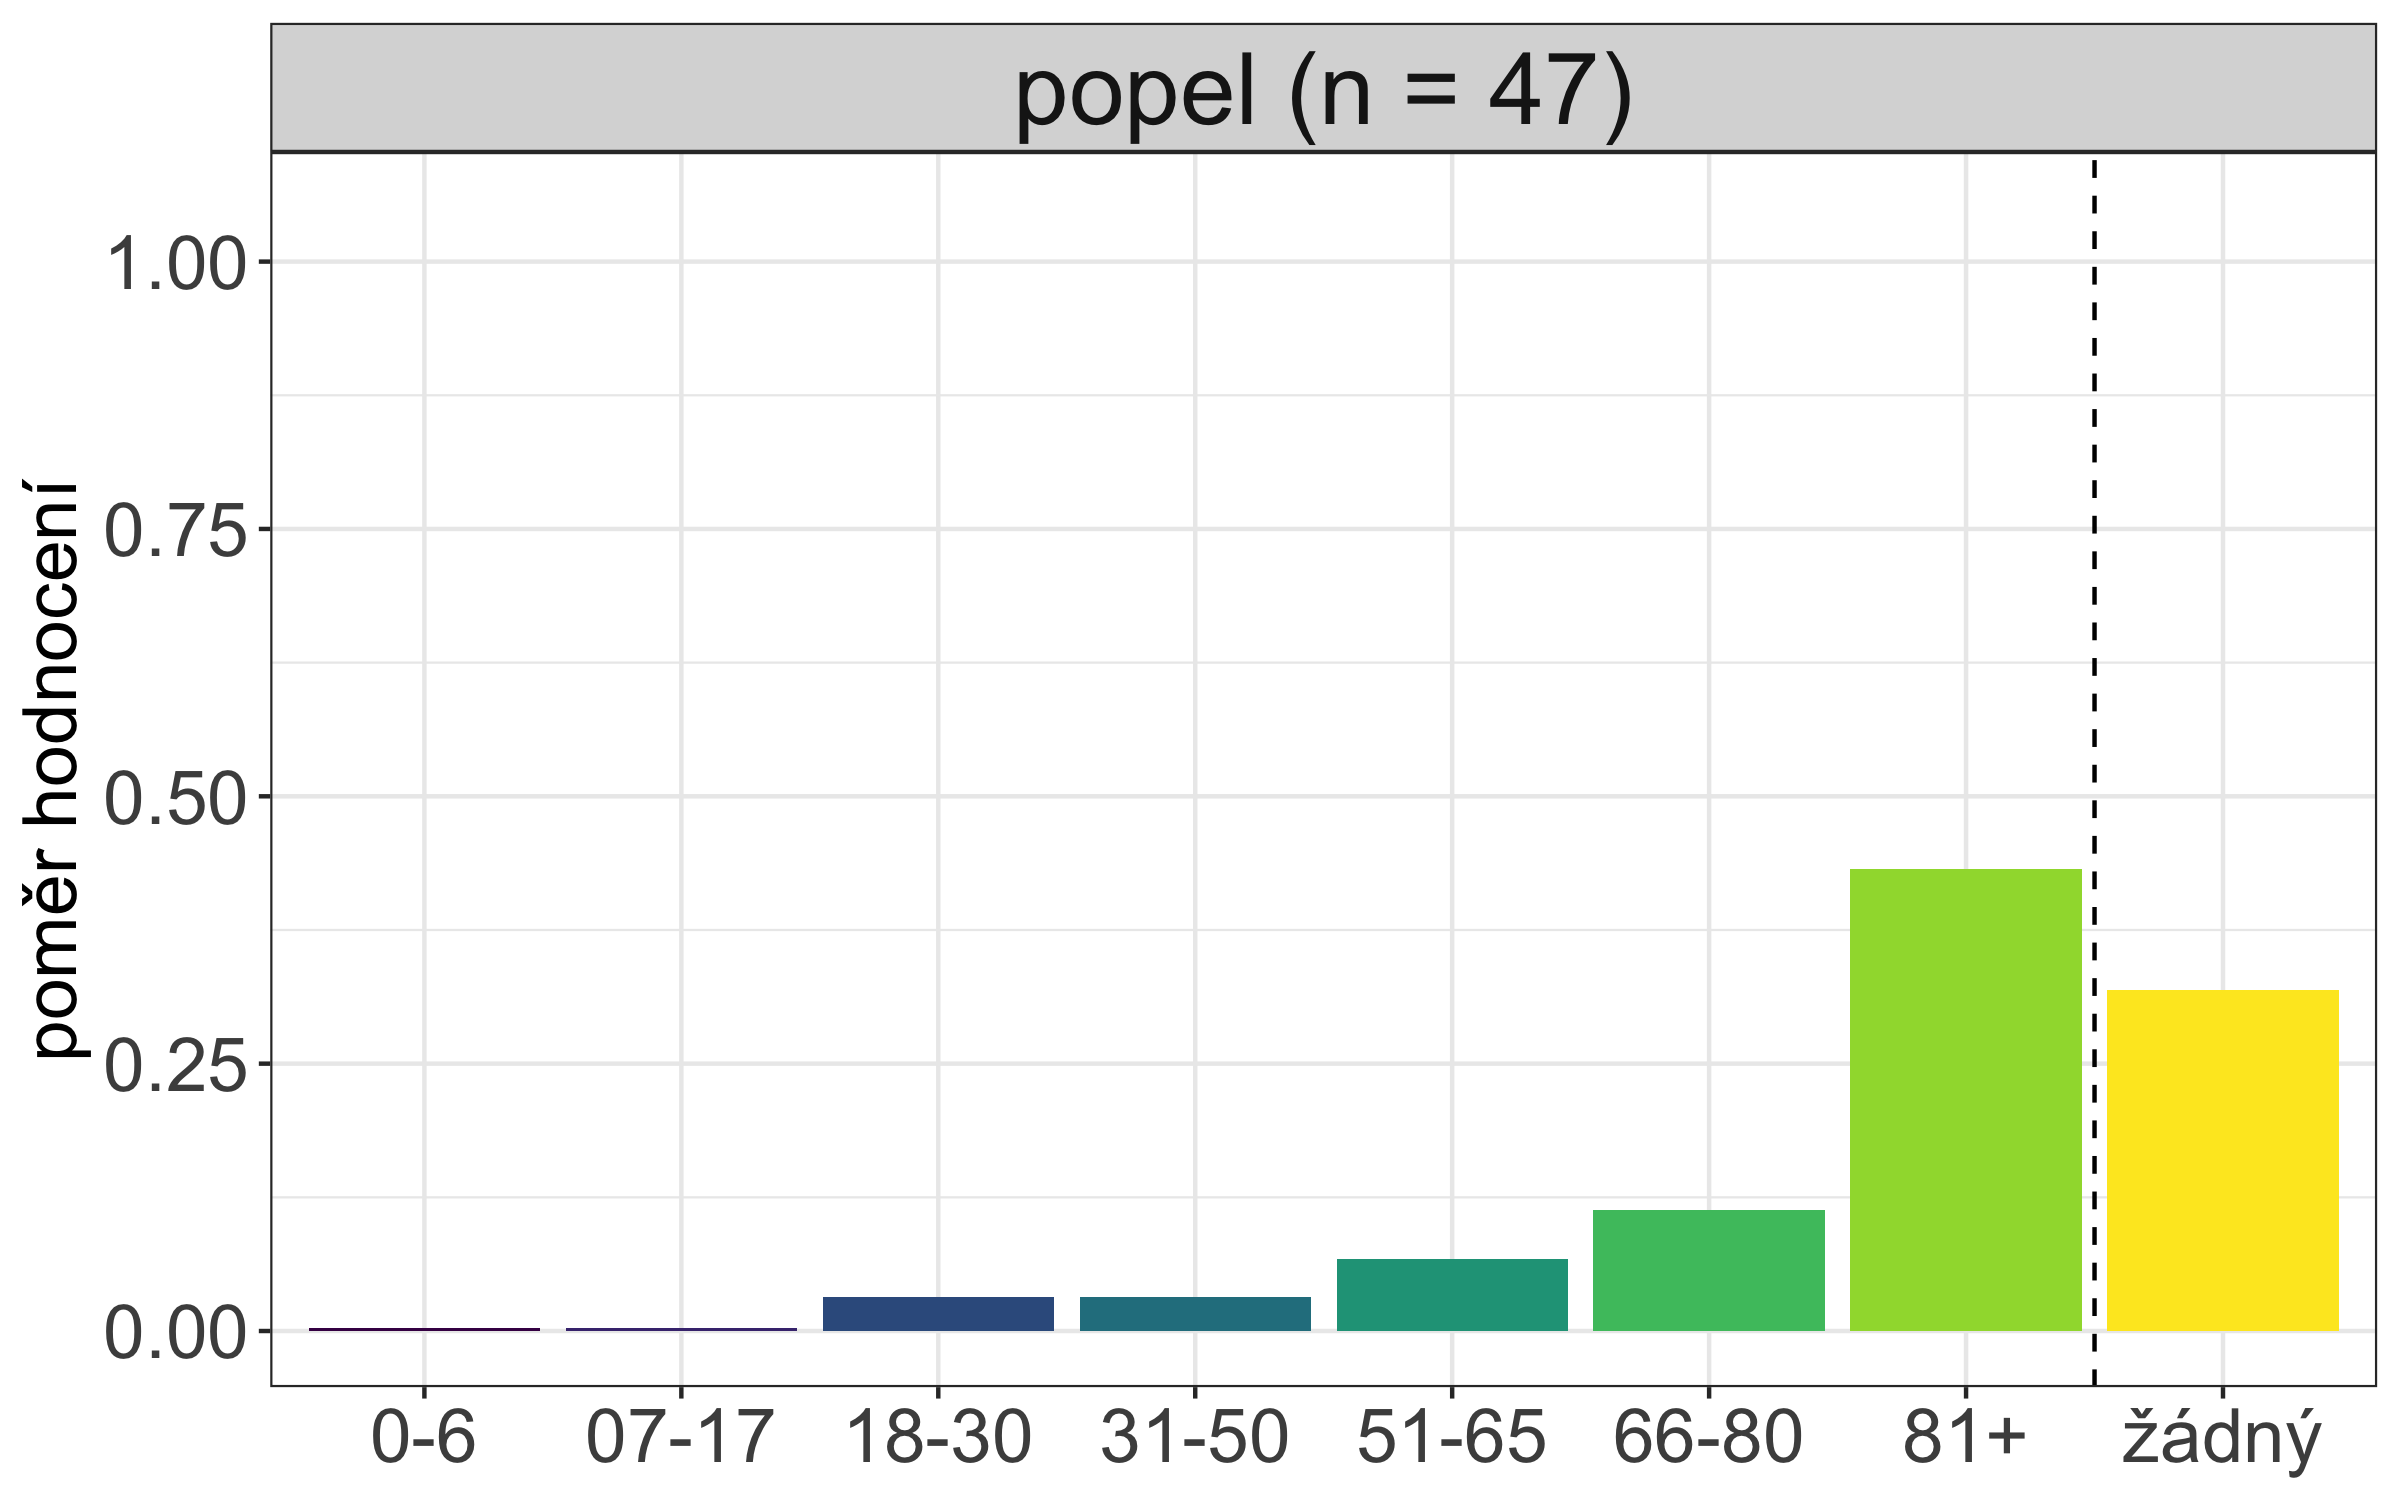 popel (n = 47)
poměr hodnocení
1.00
0.75
0.50
0.25
0.00
0-6 07-17 18-30 31-50 51-65 66-80 81+ žádný